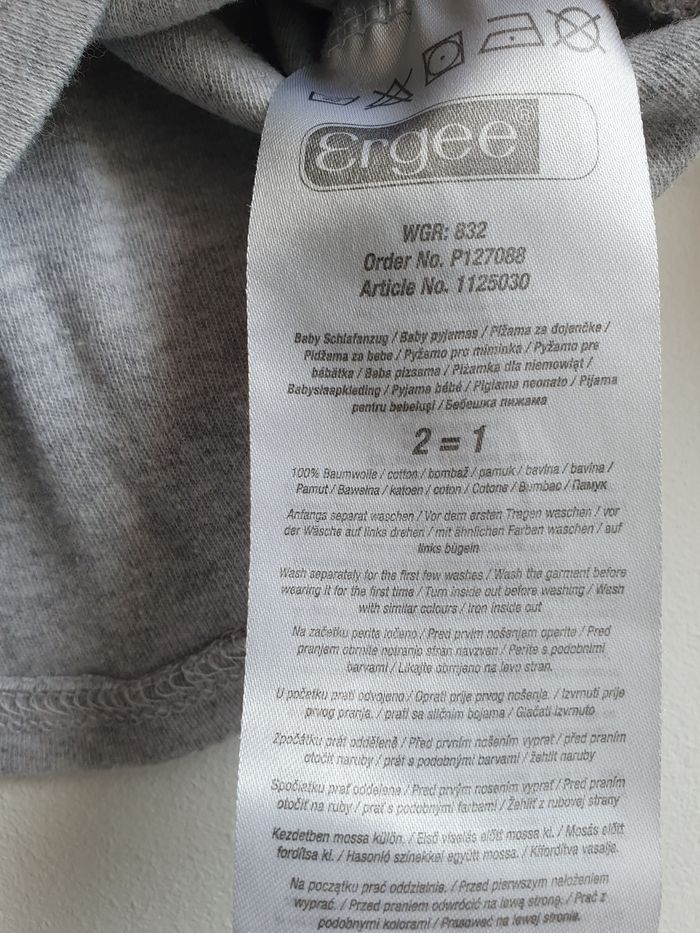 Ergee®
WGR: 832
Order No. P127088
Article No. 1125030
Baby Schlafanzug / Baby pyjamas / Pižama za dojenčke /
Pidžama za bebe / Pyžamo pro miminka / Pyžamo pre
bábätka / Baba pizsama / Piżamka dla niemowląt /
Babyslaapkleding / Pyjama bébé / Pigiama neonato / Pijama
pentru bebeluşi / Бебешка пижама
2 = 1
100% Baumwolle / cotton / bombaž / pamuk / bavlna / bavlna /
Pamut / Bawełna / katoen / coton / Cotone / Bumbac / Памук
Anfangs separat waschen / Vor dem ersten Tragen waschen / vor
der Wäsche auf links drehen / mit ähnlichen Farben waschen / auf
links bügeln
Wash separately for the first few washes / Wash the garment before
wearing it for the first time / Turn inside out before washing / Wash
with similar colours / Iron inside out
Na začetku perite ločeno / Pred prvim nošenjem operite / Pred
pranjem obrnite notranjo stran navzven / Perite s podobnimi
barvami / Likajte obrnjeno na levo stran.
U početku prati odvojeno / Oprati prije prvog nošenja. / Izvrnuti prije
prvog pranja. / prati sa sličnim bojama / Glačati izvrnuto
Zpočátku prát odděleně / Před prvním nošením vyprat / před praním
otočit naruby / prát s podobnými barvami / žehlit naruby
Spočiatku prať oddelene / Pred prvým nosením vyprať / Pred praním
otočiť na ruby / prať s podobnými farbami / Žehliť z rubovej strany
Kezdetben mossa külön. / Első viselés előtt mossa ki. / Mosás előtt
fordítsa ki. / Hasonló színekkel együtt mossa. / Kifordítva vasalja.
Na początku prać oddzielnie. / Przed pierwszym nałożeniem
wyprać. / Przed praniem odwrócić na lewą stronę. / Prać z
podobnymi kolorami / Prasować na lewej stronie.